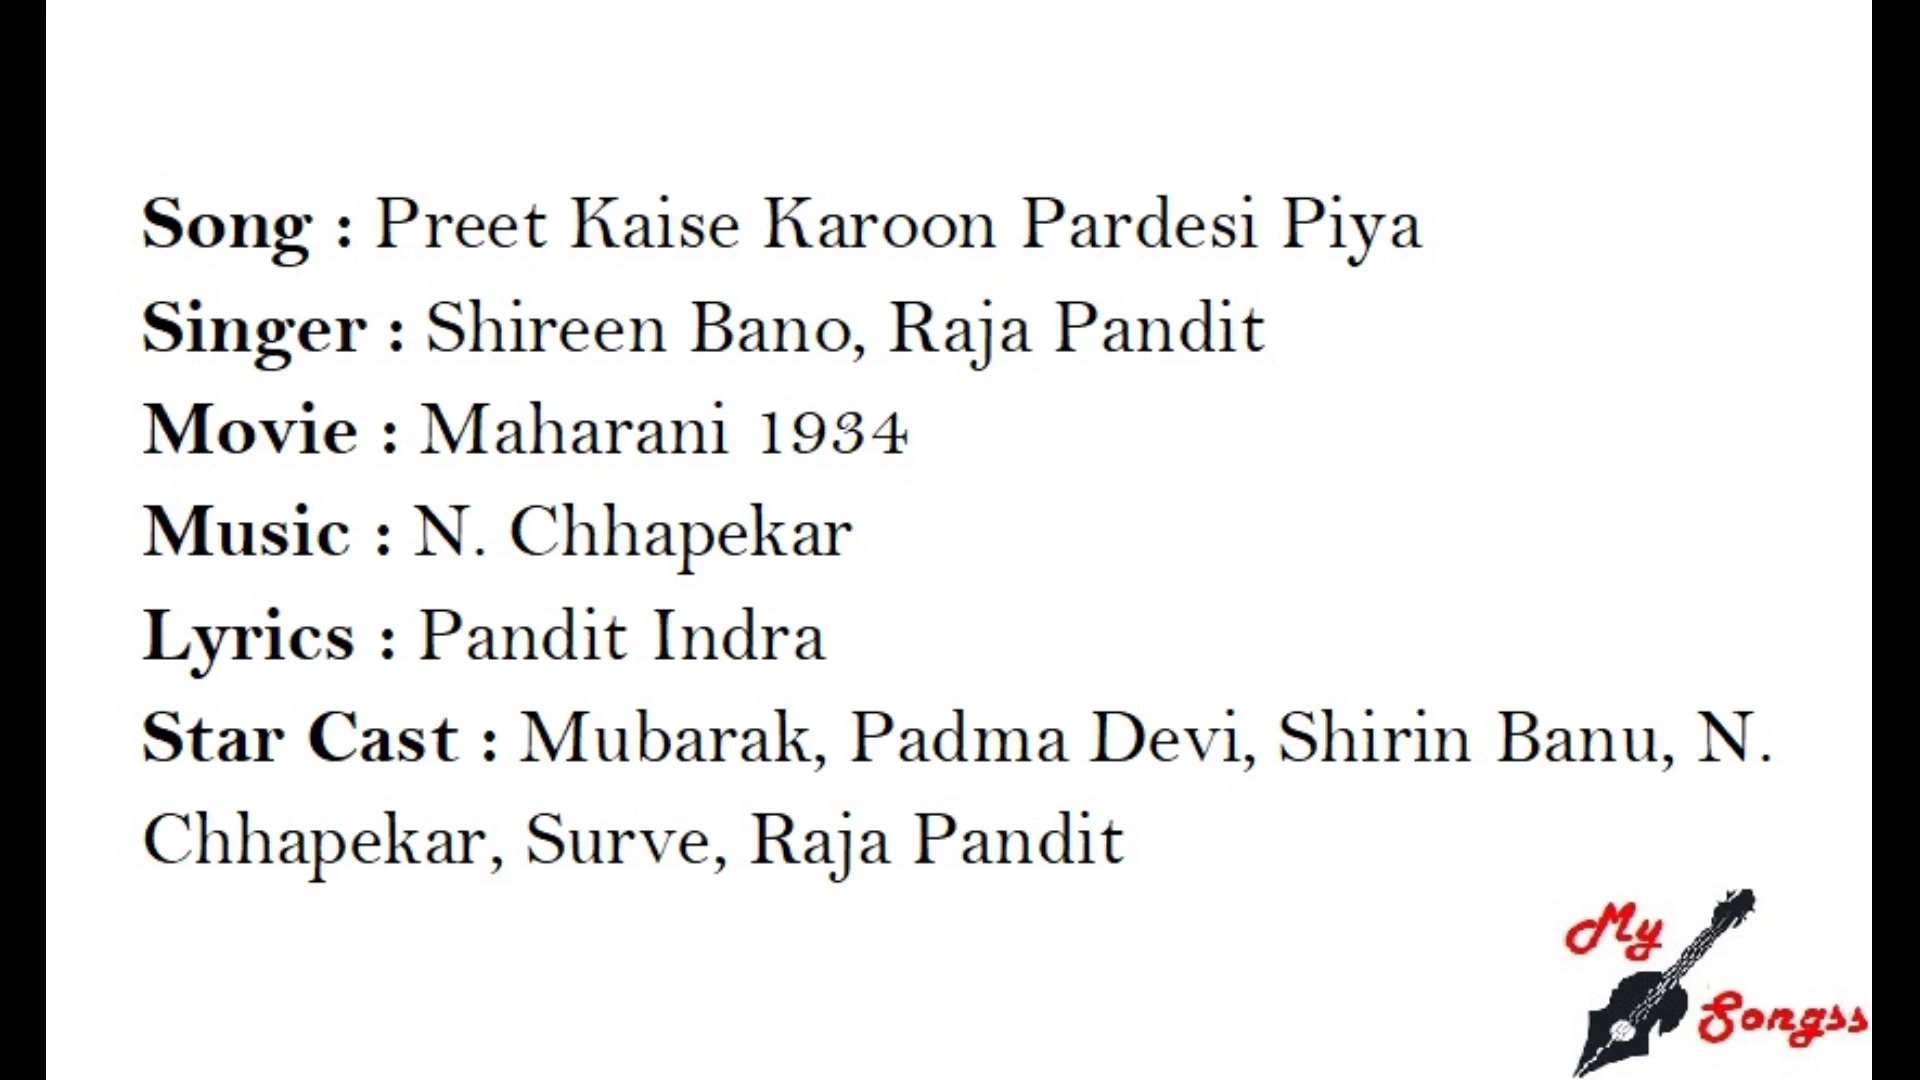 Song : Preet Kaise Karoon Pardesi Piya
Singer : Shireen Bano, Raja Pandit
Movie : Maharani 1934
Music : N. Chhapekar
Lyrics : Pandit Indra
Star Cast : Mubarak, Padma Devi, Shirin Banu, N.
Chhapekar, Surve, Raja Pandit
My
Songss